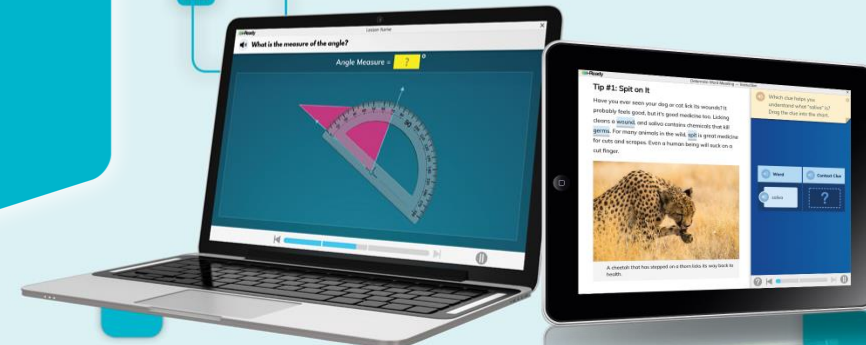 i-Ready
Lesson Name
What is the measure of the angle?
Angle Measure = ?
i-Ready
Tip #1: Spit on It
Have you ever seen your dog or cat lick its wounds? It
probably feels good, but it's good medicine too. Licking
cleans a wound, and saliva contains chemicals that kill
germs. For many animals in the wild, spit is great medicine
for cuts and scrapes. Even a human being will suck on a
cut finger.
A cheetah that has stepped on a thorn licks its way back to
health.
Which clue helps you
understand what "saliva" is?
Drag the clue into the chart.
Word
Context Clue
saliva
?
?